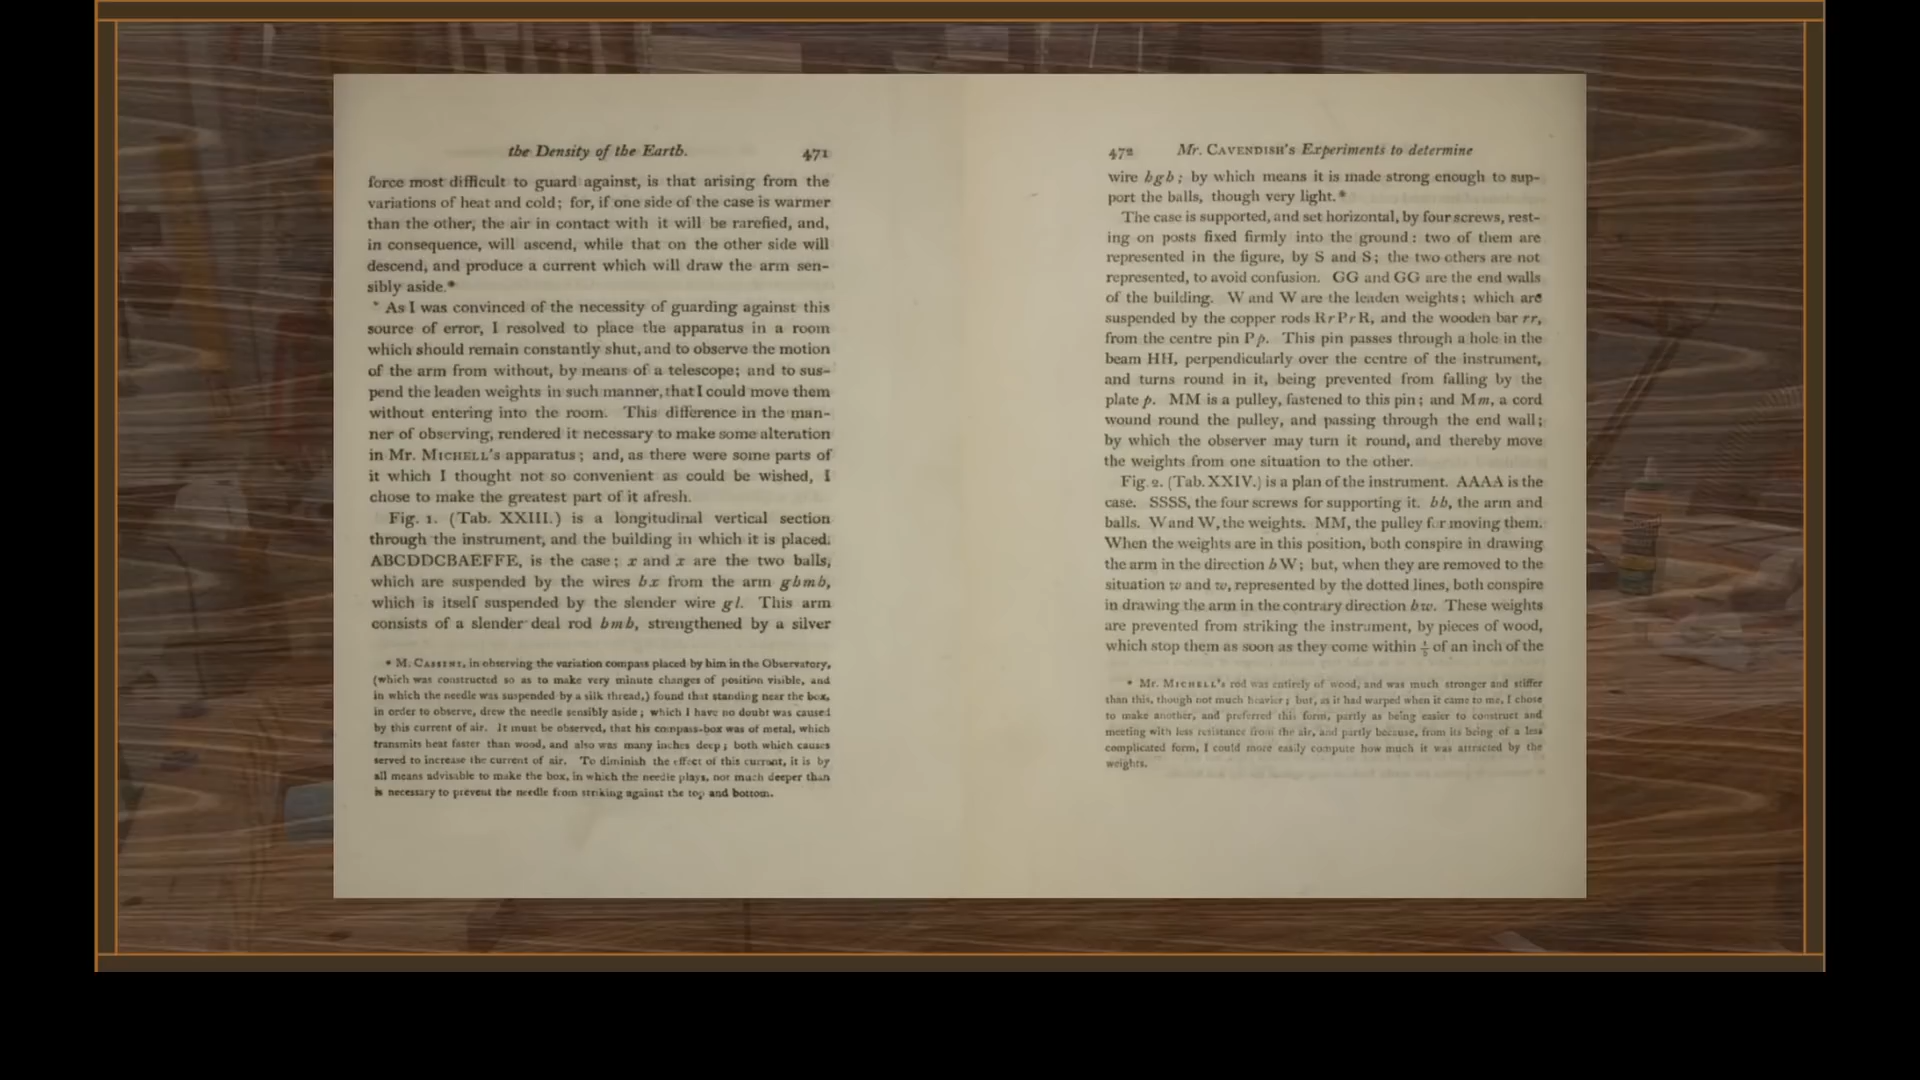 the Density of the Earth. 471
force most difficult to guard against, is that arising from the
variations of heat and cold; for, if one side of the case is warmer
than the other, the air in contact with it will be rarefied, and,
in consequence, will ascend, while that on the other side will
descend, and produce a current which will draw the arm sen-
sibly aside.*
As I was convinced of the necessity of guarding against this
source of error, I resolved to place the apparatus in a room
which should remain constantly shut, and to observe the motion
of the arm from without, by means of a telescope; and to sus-
pend the leaden weights in such manner, that I could move them
without entering into the room. This difference in the man-
ner of observing, rendered it necessary to make some alteration
in Mr. MICHELL's apparatus; and, as there were some parts of
it which I thought not so convenient as could be wished, I
chose to make the greatest part of it afresh.
Fig. 1. (Tab. XXIII.) is a longitudinal vertical section
through the instrument, and the building in which it is placed.
ABCDDCBAEFFE, is the case; x and x are the two balls,
which are suspended by the wires bx from the arm gbmb,
which is itself suspended by the slender wire gl. This arm
consists of a slender deal rod bmb, strengthened by a silver
* M. CASSINI, in observing the variation compass placed by him in the Observatory,
(which was constructed so as to make very minute changes of position visible, and
in which the needle was suspended by a silk thread,) found that standing near the box,
in order to observe, drew the needle sensibly aside; which I have no doubt was caused
by this current of air. It must be observed, that his compass-box was of metal, which
transmits heat faster than wood, and also was many inches deep; both which causes
served to increase the current of air. To diminish the effect of this current, it is by
all means advisable to make the box, in which the needle plays, not much deeper than
is necessary to prevent the needle from striking against the top and bottom.
472 Mr. CAVENDISH's Experiments to determine
wire bgb; by which means it is made strong enough to sup-
port the balls, though very light.*
The case is supported, and set horizontal, by four screws, rest-
ing on posts fixed firmly into the ground: two of them are
represented in the figure, by S and S; the two others are not
represented, to avoid confusion. GG and GG are the end walls
of the building. W and W are the leaden weights; which are
suspended by the copper rods RrPrR, and the wooden bar rr,
from the centre pin Pp. This pin passes through a hole in the
beam HH, perpendicularly over the centre of the instrument,
and turns round in it, being prevented from falling by the
plate p. MM is a pulley, fastened to this pin; and Mm, a cord
wound round the pulley, and passing through the end wall;
by which the observer may turn it round, and thereby move
the weights from one situation to the other.
Fig. 2. (Tab. XXIV.) is a plan of the instrument. AAAA is the
case. SSSS, the four screws for supporting it. bb, the arm and
balls. W and W, the weights. MM, the pulley for moving them.
When the weights are in this position, both conspire in drawing
the arm in the direction bW; but, when they are removed to the
situation w and w, represented by the dotted lines, both conspire
in drawing the arm in the contrary direction bw. These weights
are prevented from striking the instrument, by pieces of wood,
which stop them as soon as they come within 1/5 of an inch of the
* Mr. MICHELL's rod was entirely of wood, and was much stronger and stiffer
than this, though not much heavier; but, as it had warped when it came to me, I chose
to make another, and preferred this form, partly as being easier to construct and
meeting with less resistance from the air, and partly because, from its being of a less
complicated form, I could more easily compute how much it was attracted by the
weights.